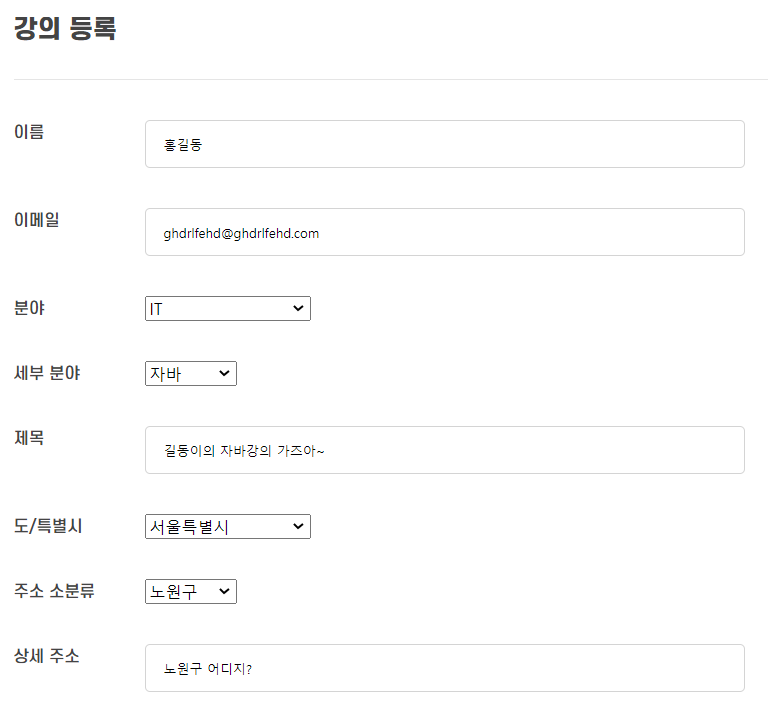 강의 등록
이름
홍길동
이메일
ghdrlfehd@ghdrlfehd.com
분야
IT
세부 분야
자바
제목
길동이의 자바강의 가즈아~
도/특별시
서울특별시
주소 소분류
노원구
상세 주소
노원구 어디지?